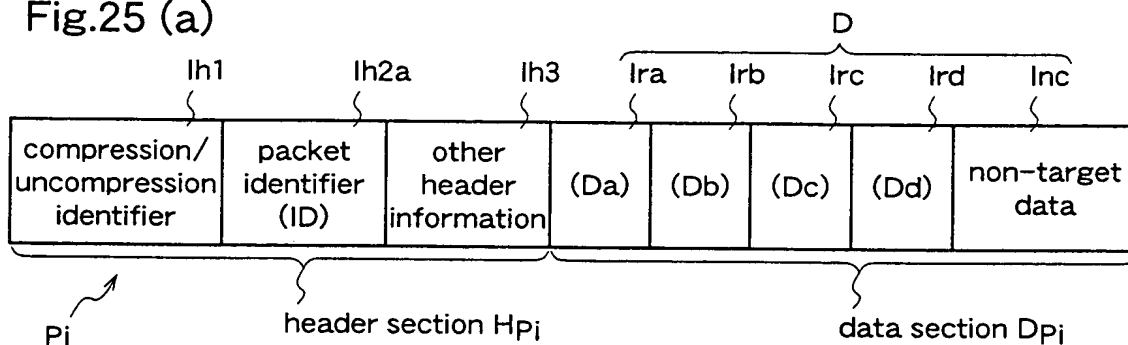 Fig.25 (a)
D
Ih1 Ih2a Ih3 Ira Irb Irc Ird Inc
compression/
uncompression
identifier
packet
identifier
(ID)
other
header
information
(Da)
(Db)
(Dc)
(Dd)
non-target
data
Pi
header section HPi
data section DPi